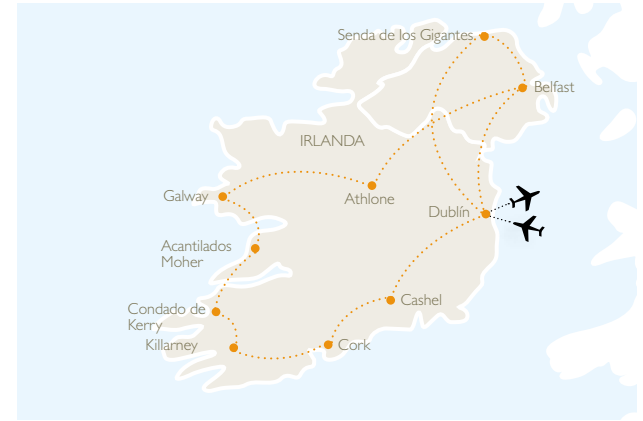 Senda de los Gigantes.
Belfast
IRLANDA
Galway
Athlone
Dublín
Acantilados
Moher
Cashel
Condado de
Kerry
Killarney
Cork